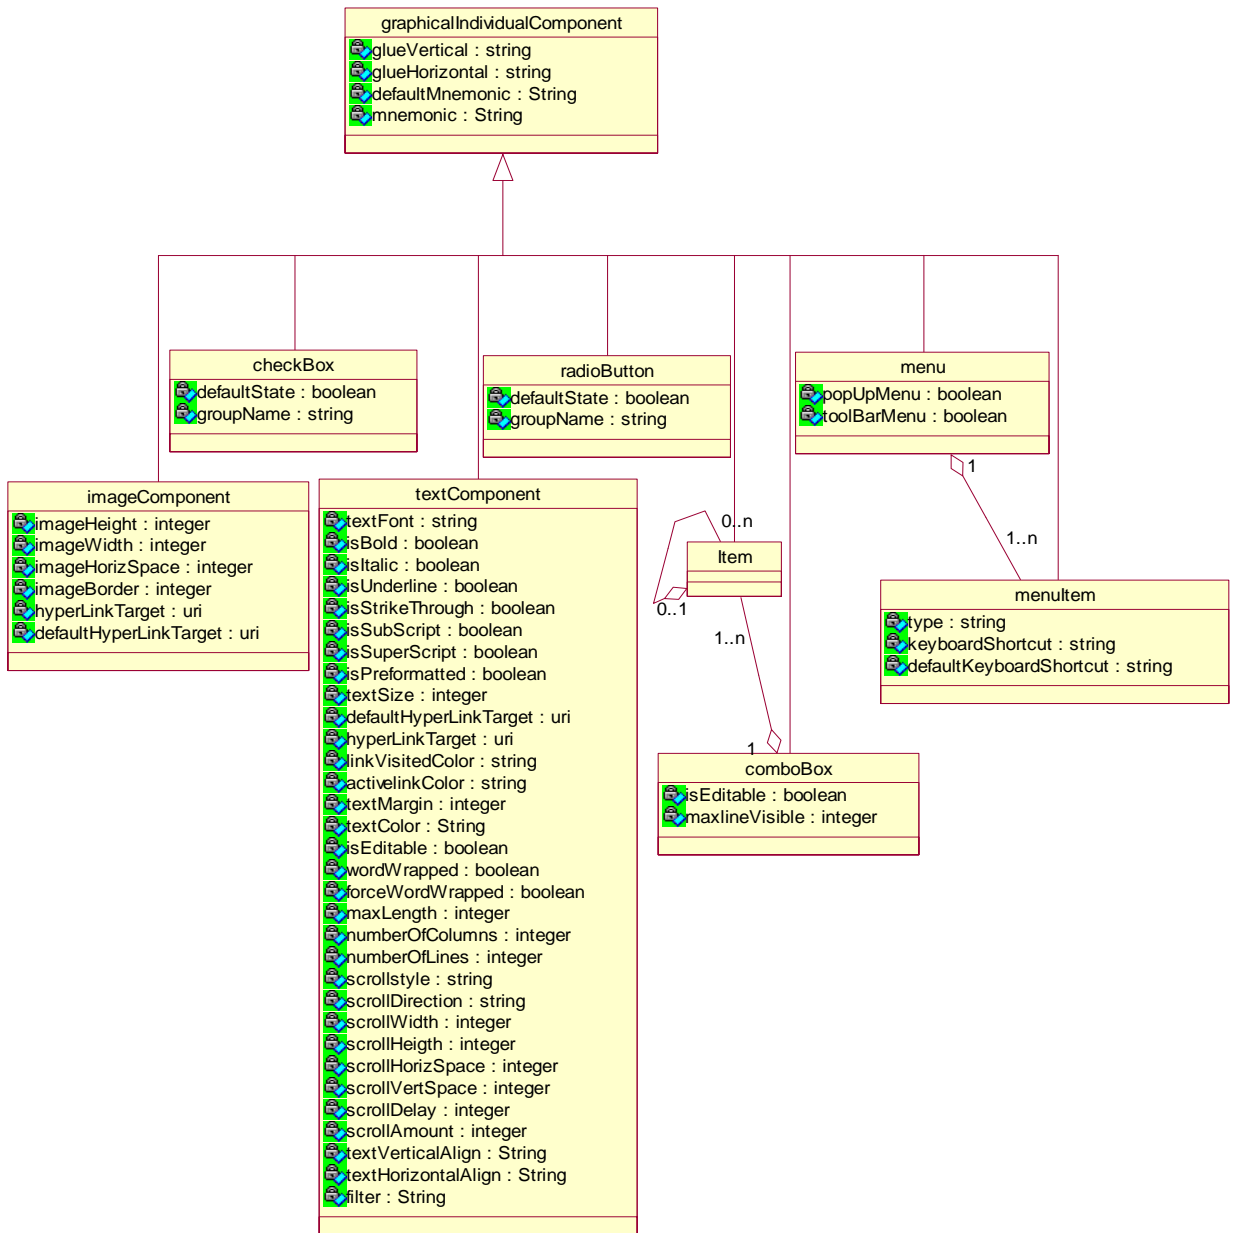 graphicalIndividualComponent
glueVertical : string
glueHorizontal : string
defaultMnemonic : String
mnemonic : String
checkBox
defaultState : boolean
groupName : string
radioButton
defaultState : boolean
groupName : string
menu
popUpMenu : boolean
toolBarMenu : boolean
1
1..n
imageComponent
imageHeight : integer
imageWidth : integer
imageHorizSpace : integer
imageBorder : integer
hyperLinkTarget : uri
defaultHyperLinkTarget : uri
textComponent
textFont : string
isBold : boolean
isItalic : boolean
isUnderline : boolean
isStrikeThrough : boolean
isSubScript : boolean
isSuperScript : boolean
isPreformatted : boolean
textSize : integer
defaultHyperLinkTarget : uri
hyperLinkTarget : uri
linkVisitedColor : string
activelinkColor : string
textMargin : integer
textColor : String
isEditable : boolean
wordWrapped : boolean
forceWordWrapped : boolean
maxLength : integer
numberOfColumns : integer
numberOfLines : integer
scrollstyle : string
scrollDirection : string
scrollWidth : integer
scrollHeigth : integer
scrollHorizSpace : integer
scrollVertSpace : integer
scrollDelay : integer
scrollAmount : integer
textVerticalAlign : String
textHorizontalAlign : String
filter : String
0..n
Item
0..1
1..n
1
menuItem
type : string
keyboardShortcut : string
defaultKeyboardShortcut : string
comboBox
isEditable : boolean
maxlineVisible : integer